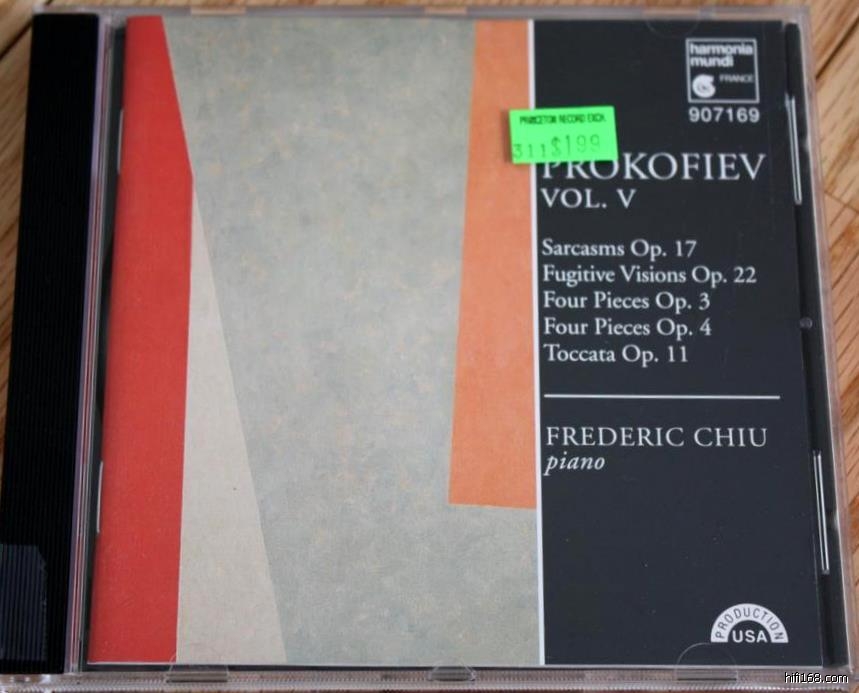 harmonia
mundi
FRANCE
907169
PRINCETON RECORD EXCH.
311 $1.99
PROKOFIEV
VOL. V
Sarcasms Op. 17
Fugitive Visions Op. 22
Four Pieces Op. 3
Four Pieces Op. 4
Toccata Op. 11
FREDERIC CHIU
piano
PRODUCTION
USA
hifi168.com